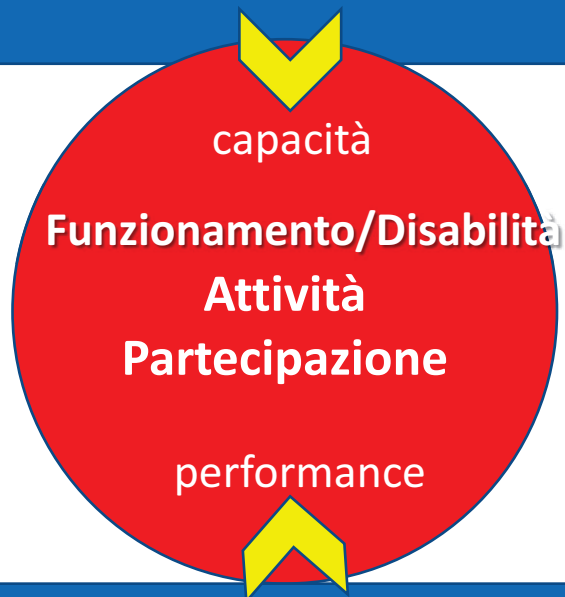 capacità
Funzionamento/Disabilità
Attività
Partecipazione
performance